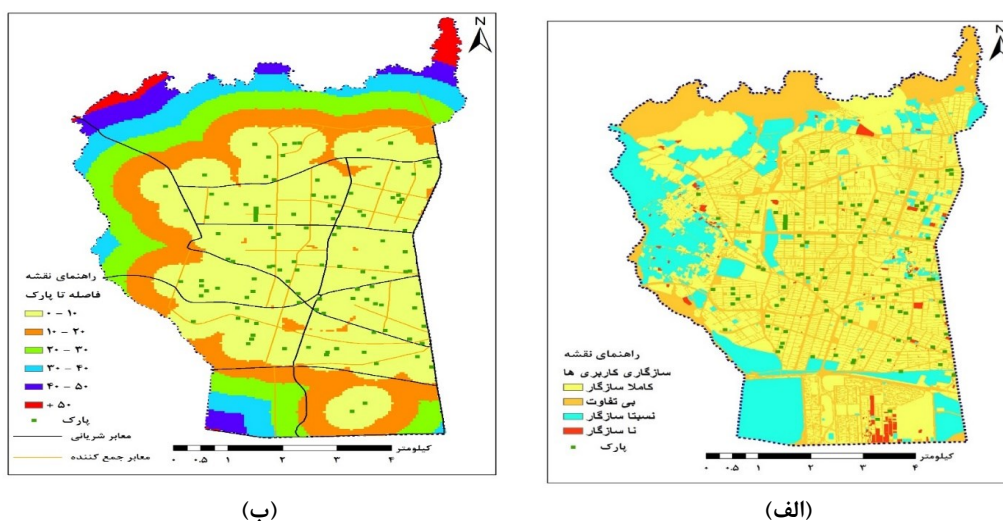 N
راهنمای نقشه
سازگاری کاربری ها
کاملا سازگار
بی تفاوت
نسبتا سازگار
نا سازگار
پارک
کیلومتر
۰ ۰.۵ ۱ ۲ ۳ ۴
(الف)
N
راهنمای نقشه
فاصله تا پارک
۰ - ۱۰
۱۰ - ۲۰
۲۰ - ۳۰
۳۰ - ۴۰
۴۰ - ۵۰
+ ۵۰
پارک
معابر شریانی
معابر جمع کننده
کیلومتر
۰ ۰.۵ ۱ ۲ ۳ ۴
(ب)